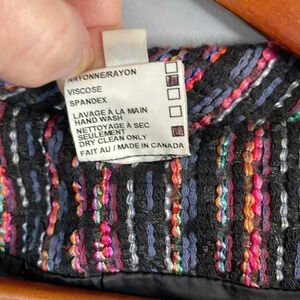 RAYONNE/RAYON
VISCOSE
SPANDEX
LAVAGE À LA MAIN
HAND WASH
NETTOYAGE À SEC
SEULEMENT
DRY CLEAN ONLY
FAIT AU / MADE IN CANADA